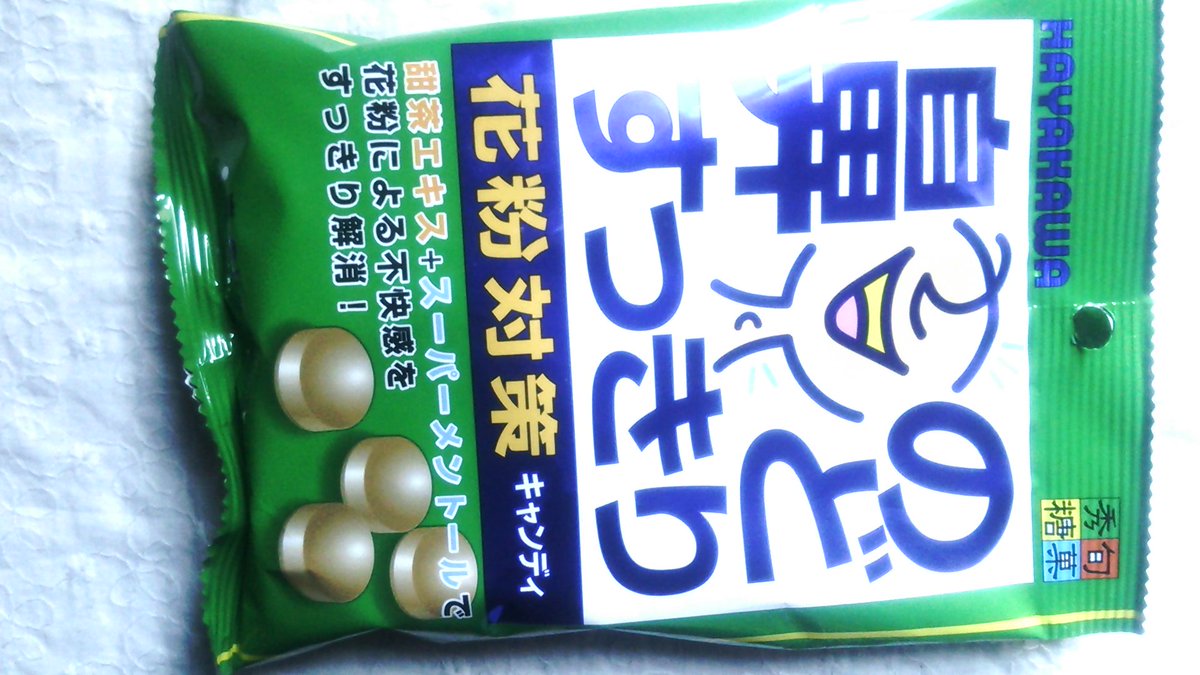 HAYAKAWA
秀旬
糖菓
鼻のど
すっきり
花粉対策 キャンディ
甜茶エキス+スーパーメントールで
花粉による不快感を
すっきり解消!